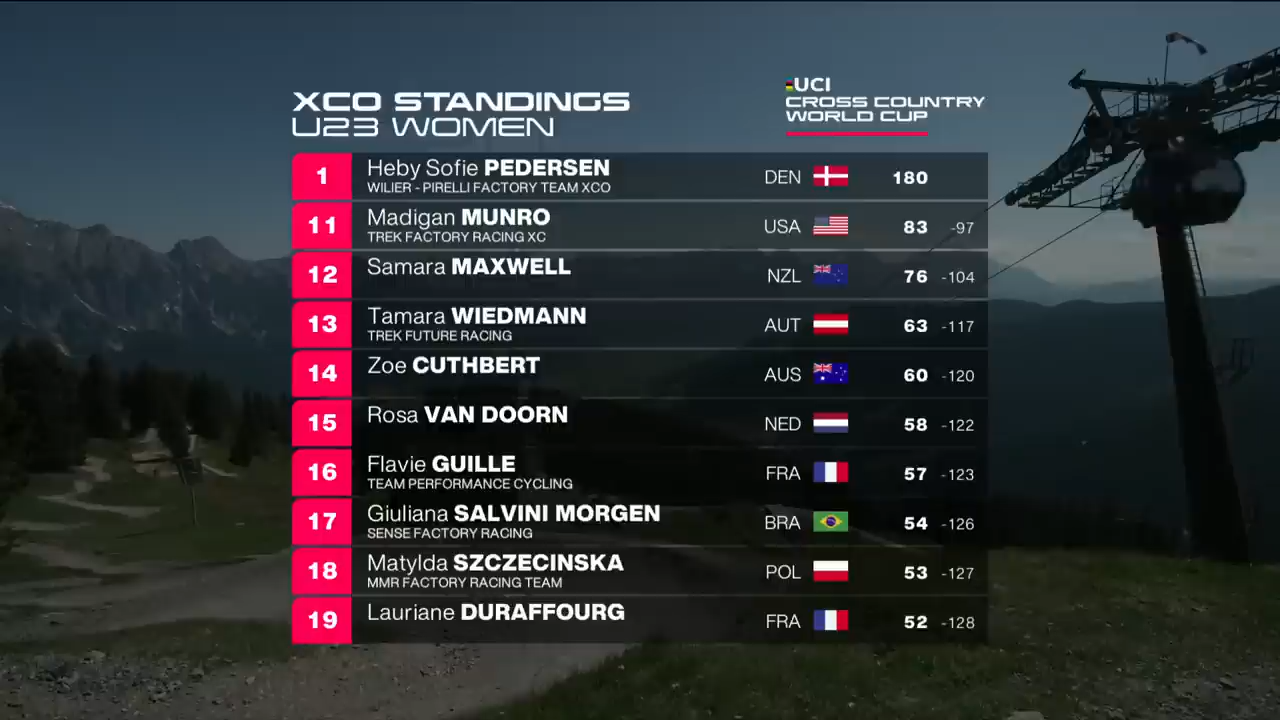 XCO STANDINGS
U23 WOMEN
UCI
CROSS COUNTRY
WORLD CUP
1 Heby Sofie PEDERSEN DEN 180
WILIER - PIRELLI FACTORY TEAM XCO
11 Madigan MUNRO USA 83 -97
TREK FACTORY RACING XC
12 Samara MAXWELL NZL 76 -104
13 Tamara WIEDMANN AUT 63 -117
TREK FUTURE RACING
14 Zoe CUTHBERT AUS 60 -120
15 Rosa VAN DOORN NED 58 -122
16 Flavie GUILLE FRA 57 -123
TEAM PERFORMANCE CYCLING
17 Giuliana SALVINI MORGEN BRA 54 -126
SENSE FACTORY RACING
18 Matylda SZCZECINSKA POL 53 -127
MMR FACTORY RACING TEAM
19 Lauriane DURAFFOURG FRA 52 -128